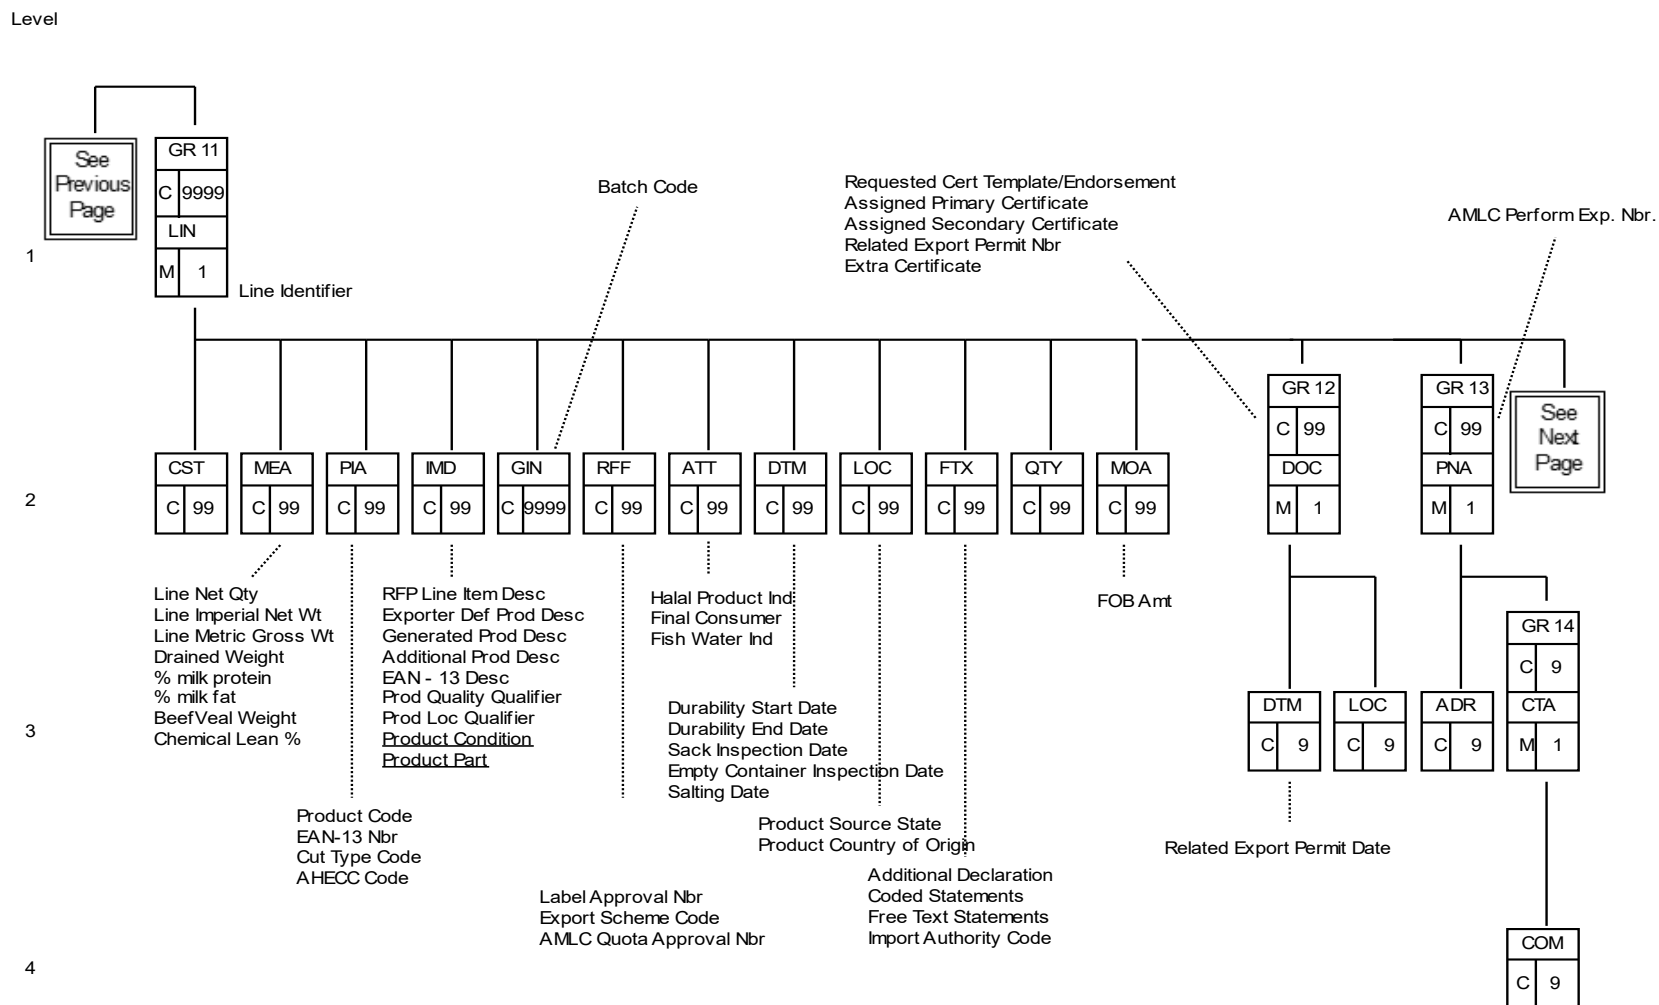 Level
See
Previous
Page
GR 11
C 9999
LIN
M 1
1
Line Identifier
Batch Code
Requested Cert Template/Endorsement
Assigned Primary Certificate
Assigned Secondary Certificate
Related Export Permit Nbr
Extra Certificate
AMLC Perform Exp. Nbr.
GR 12
C 99
DOC
M 1
GR 13
C 99
PNA
M 1
See
Next
Page
2
CST
C 99
MEA
C 99
PIA
C 99
IMD
C 99
GIN
C 9999
RFF
C 99
ATT
C 99
DTM
C 99
LOC
C 99
FTX
C 99
QTY
C 99
MOA
C 99
Line Net Qty
Line Imperial Net Wt
Line Metric Gross Wt
Drained Weight
% milk protein
% milk fat
BeefVeal Weight
Chemical Lean %
RFP Line Item Desc
Exporter Def Prod Desc
Generated Prod Desc
Additional Prod Desc
EAN - 13 Desc
Prod Quality Qualifier
Prod Loc Qualifier
Product Condition
Product Part
Halal Product Ind
Final Consumer
Fish Water Ind
FOB Amt
Durability Start Date
Durability End Date
Sack Inspection Date
Empty Container Inspection Date
Salting Date
3
DTM
C 9
LOC
C 9
ADR
C 9
GR 14
C 9
CTA
M 1
Product Code
EAN-13 Nbr
Cut Type Code
AHECC Code
Product Source State
Product Country of Origin
Related Export Permit Date
Label Approval Nbr
Export Scheme Code
AMLC Quota Approval Nbr
Additional Declaration
Coded Statements
Free Text Statements
Import Authority Code
4
COM
C 9